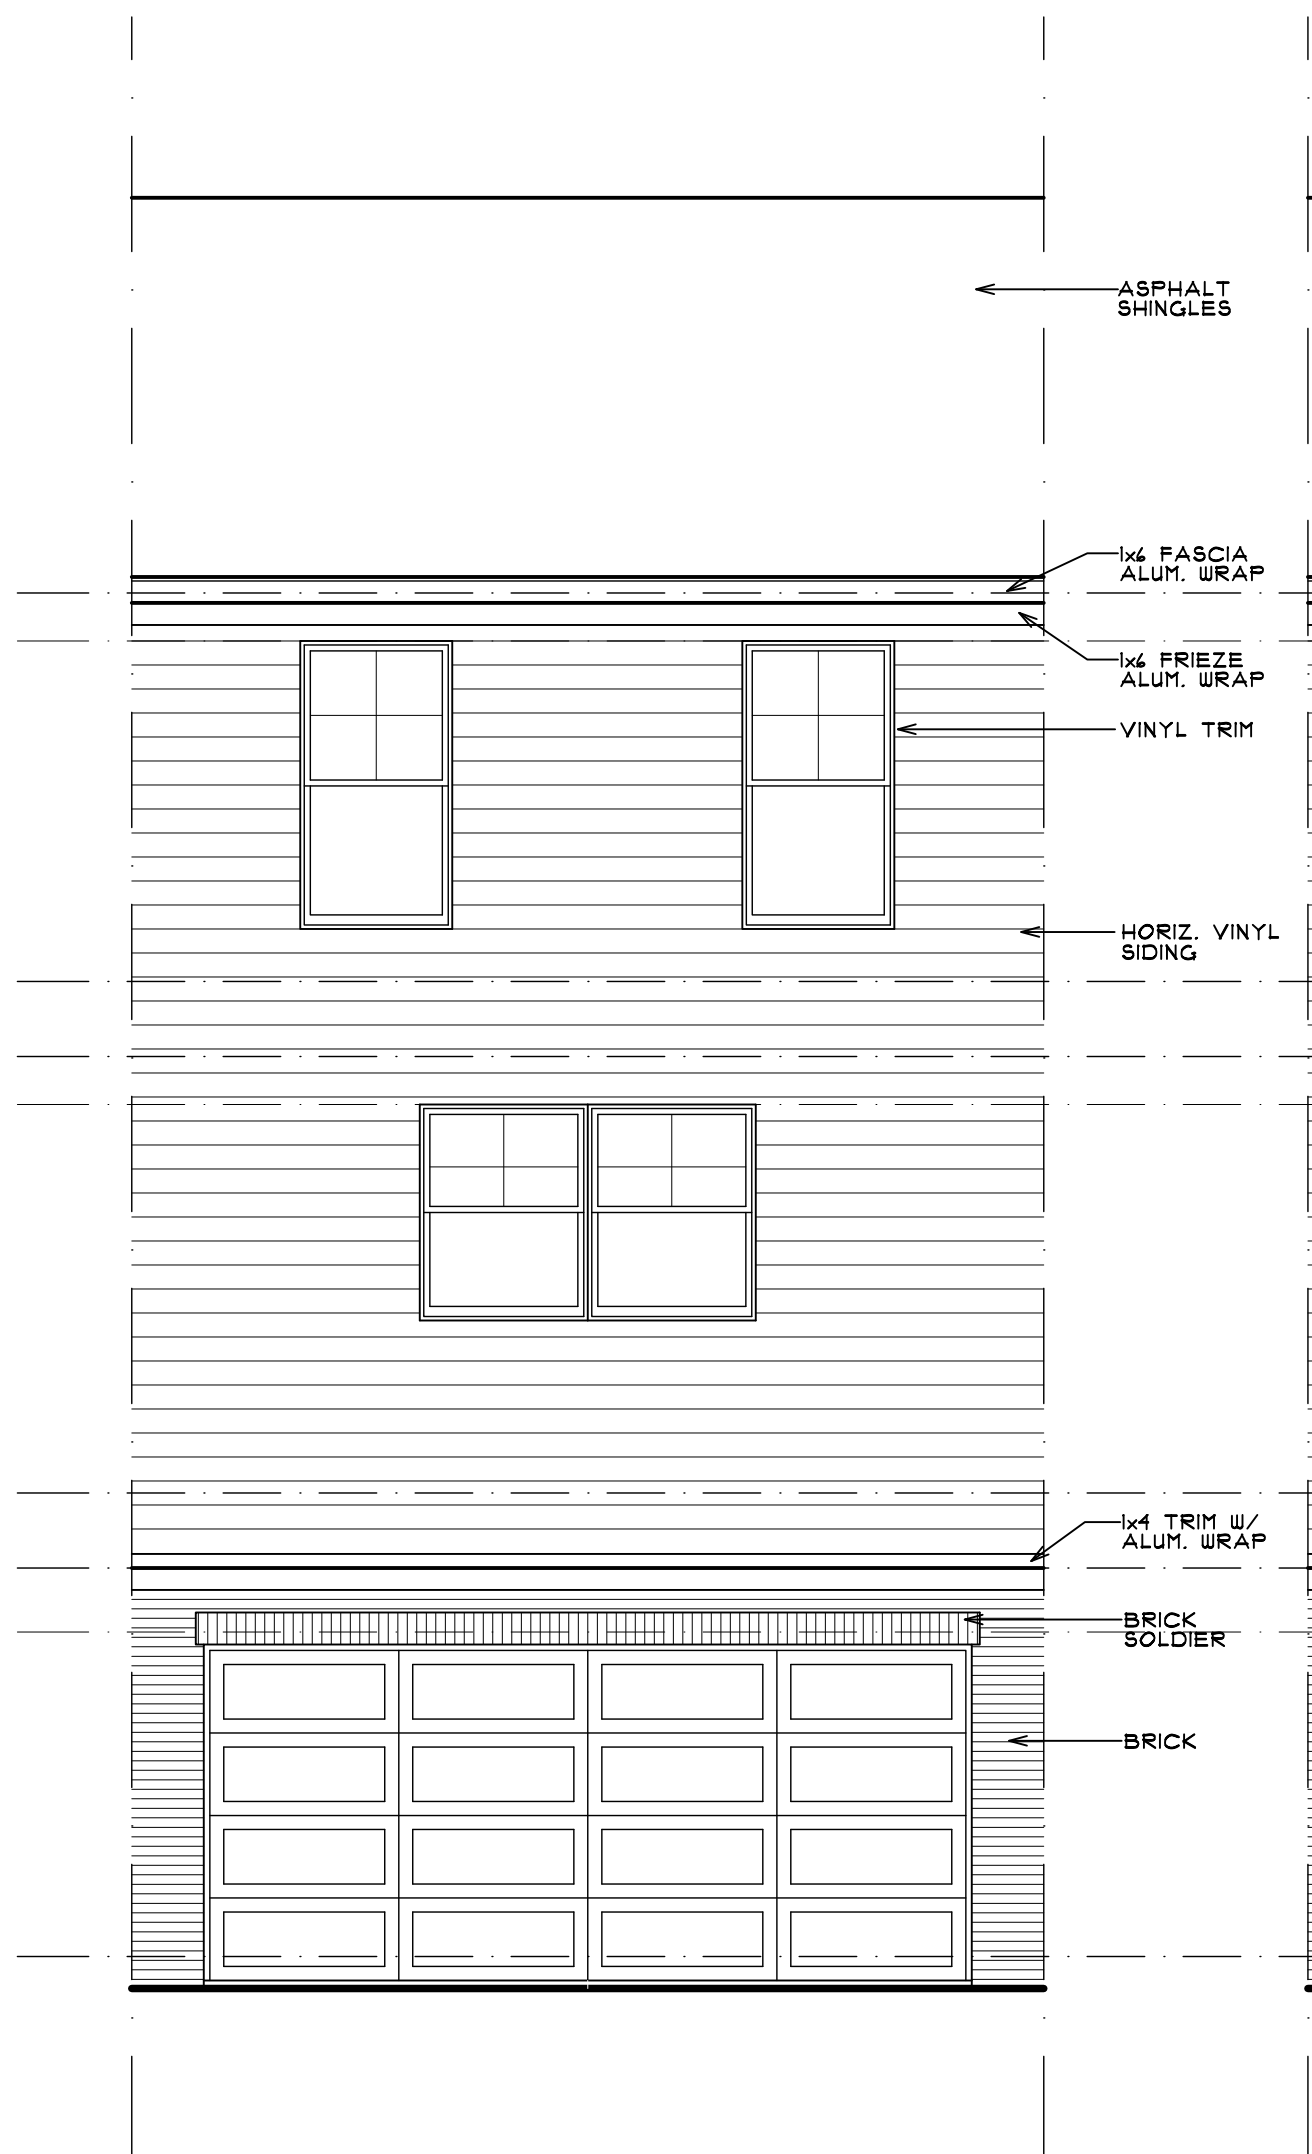 ASPHALT
SHINGLES
1x6 FASCIA
ALUM. WRAP
1x6 FRIEZE
ALUM. WRAP
VINYL TRIM
HORIZ. VINYL
SIDING
1x4 TRIM W/
ALUM. WRAP
BRICK
SOLDIER
BRICK